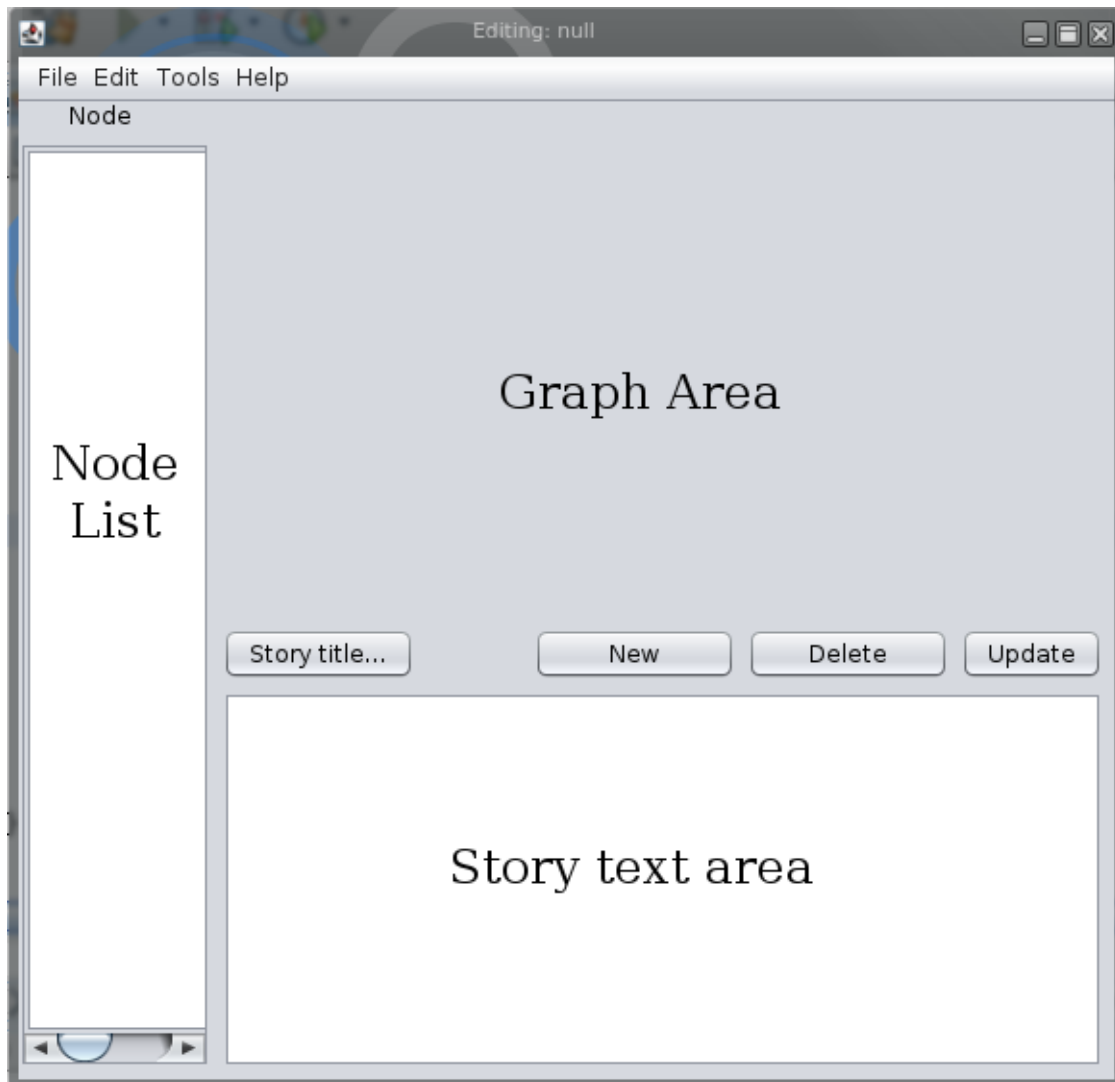 Editing: null
File Edit Tools Help
Node
Graph Area
Node
List
Story title... New Delete Update
Story text area